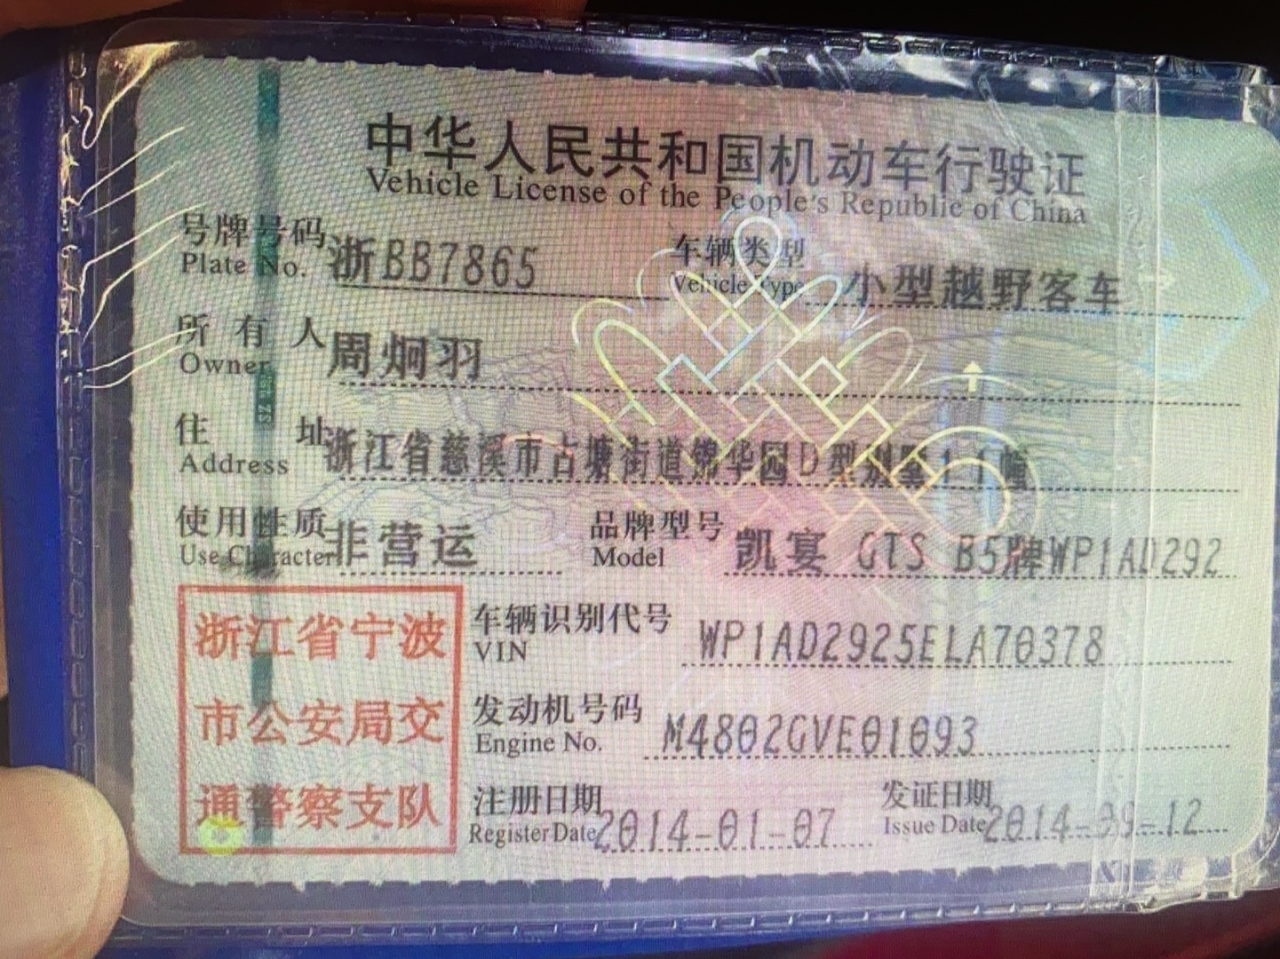 中华人民共和国机动车行驶证
Vehicle License of the People's Republic of China
号牌号码 浙BB7865 车辆类型 小型越野客车
Plate No. Vehicle Type
所有人 周炯羽
Owner
住址 浙江省慈溪市古塘街道锦华园D型别墅11幢
Address
使用性质 非营运 品牌型号 凯宴 GTS B5牌WP1AD292
Use Character Model
浙江省宁波
市公安局交
通警察支队
车辆识别代号 WP1AD2925ELA70378
VIN
发动机号码 M4802GVE01093
Engine No.
注册日期 2014-01-07 发证日期 2014-09-12
Register Date Issue Date